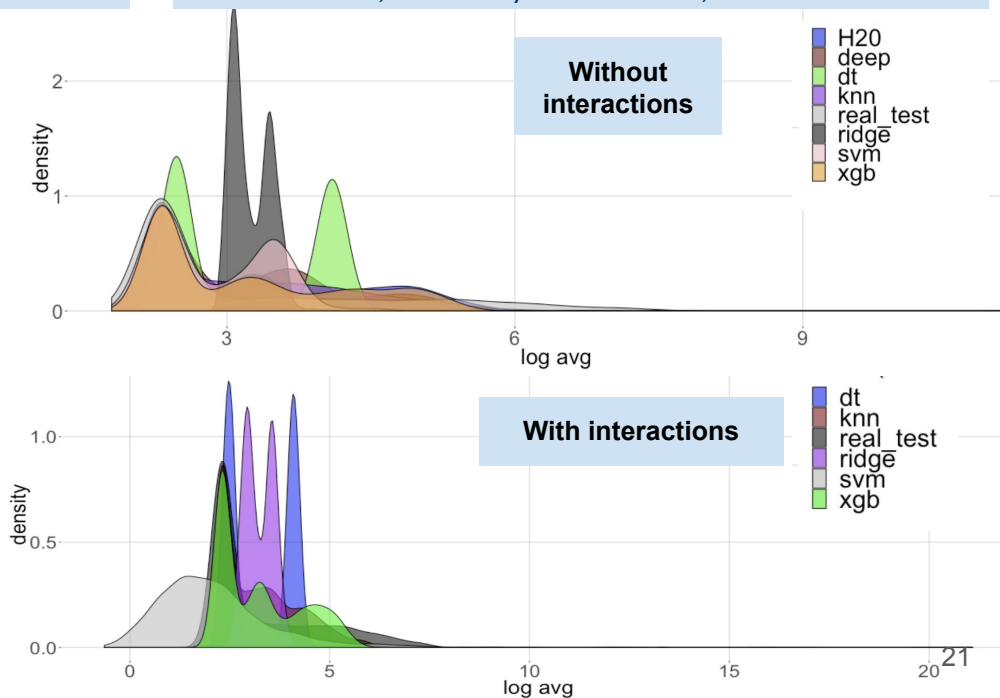 Without
interactions
H20
deep
dt
knn
real_test
ridge
svm
xgb
density
2
1
0
3
6
9
log avg
With interactions
dt
knn
real_test
ridge
svm
xgb
density
1.0
0.5
0.0
0
5
10
15
20
log avg
21